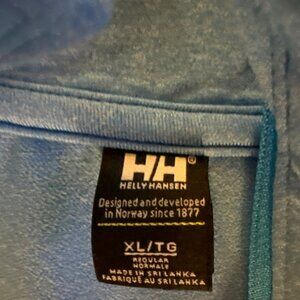 HH®
HELLY HANSEN
Designed and developed
in Norway since 1877
XL/TG
REGULAR
NORMALE
MADE IN SRI LANKA
FABRIQUÉ AU SRI LANKA